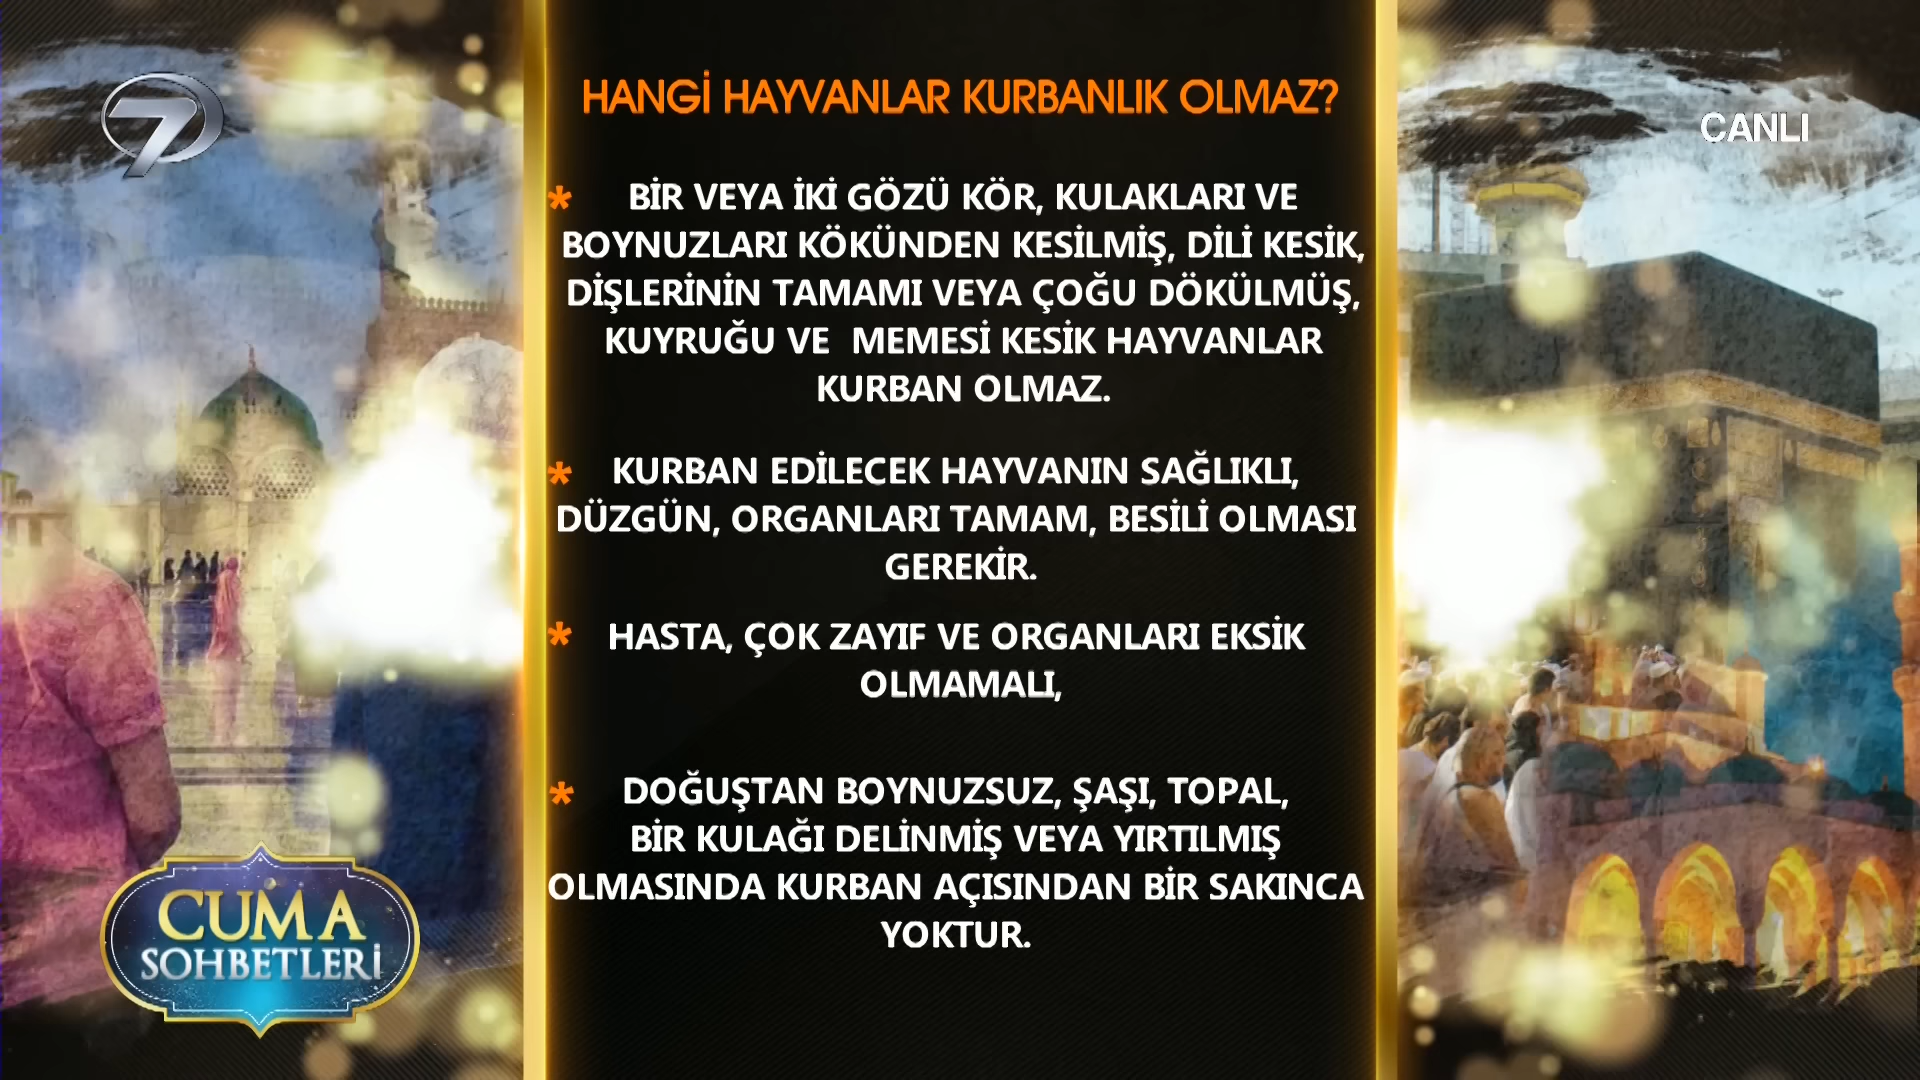 7
HANGİ HAYVANLAR KURBANLIK OLMAZ?
CANLI
* BİR VEYA İKİ GÖZÜ KÖR, KULAKLARI VE
BOYNUZLARI KÖKÜNDEN KESİLMİŞ, DİLİ KESİK,
DİŞLERİNİN TAMAMI VEYA ÇOĞU DÖKÜLMÜŞ,
KUYRUĞU VE MEMESİ KESİK HAYVANLAR
KURBAN OLMAZ.
* KURBAN EDİLECEK HAYVANIN SAĞLIKLI,
DÜZGÜN, ORGANLARI TAMAM, BESİLİ OLMASI
GEREKİR.
* HASTA, ÇOK ZAYIF VE ORGANLARI EKSİK
OLMAMALI,
* DOĞUŞTAN BOYNUZSUZ, ŞAŞI, TOPAL,
BİR KULAĞI DELİNMİŞ VEYA YIRTILMIŞ
OLMASINDA KURBAN AÇISINDAN BİR SAKINCA
YOKTUR.
CUMA
SOHBETLERİ